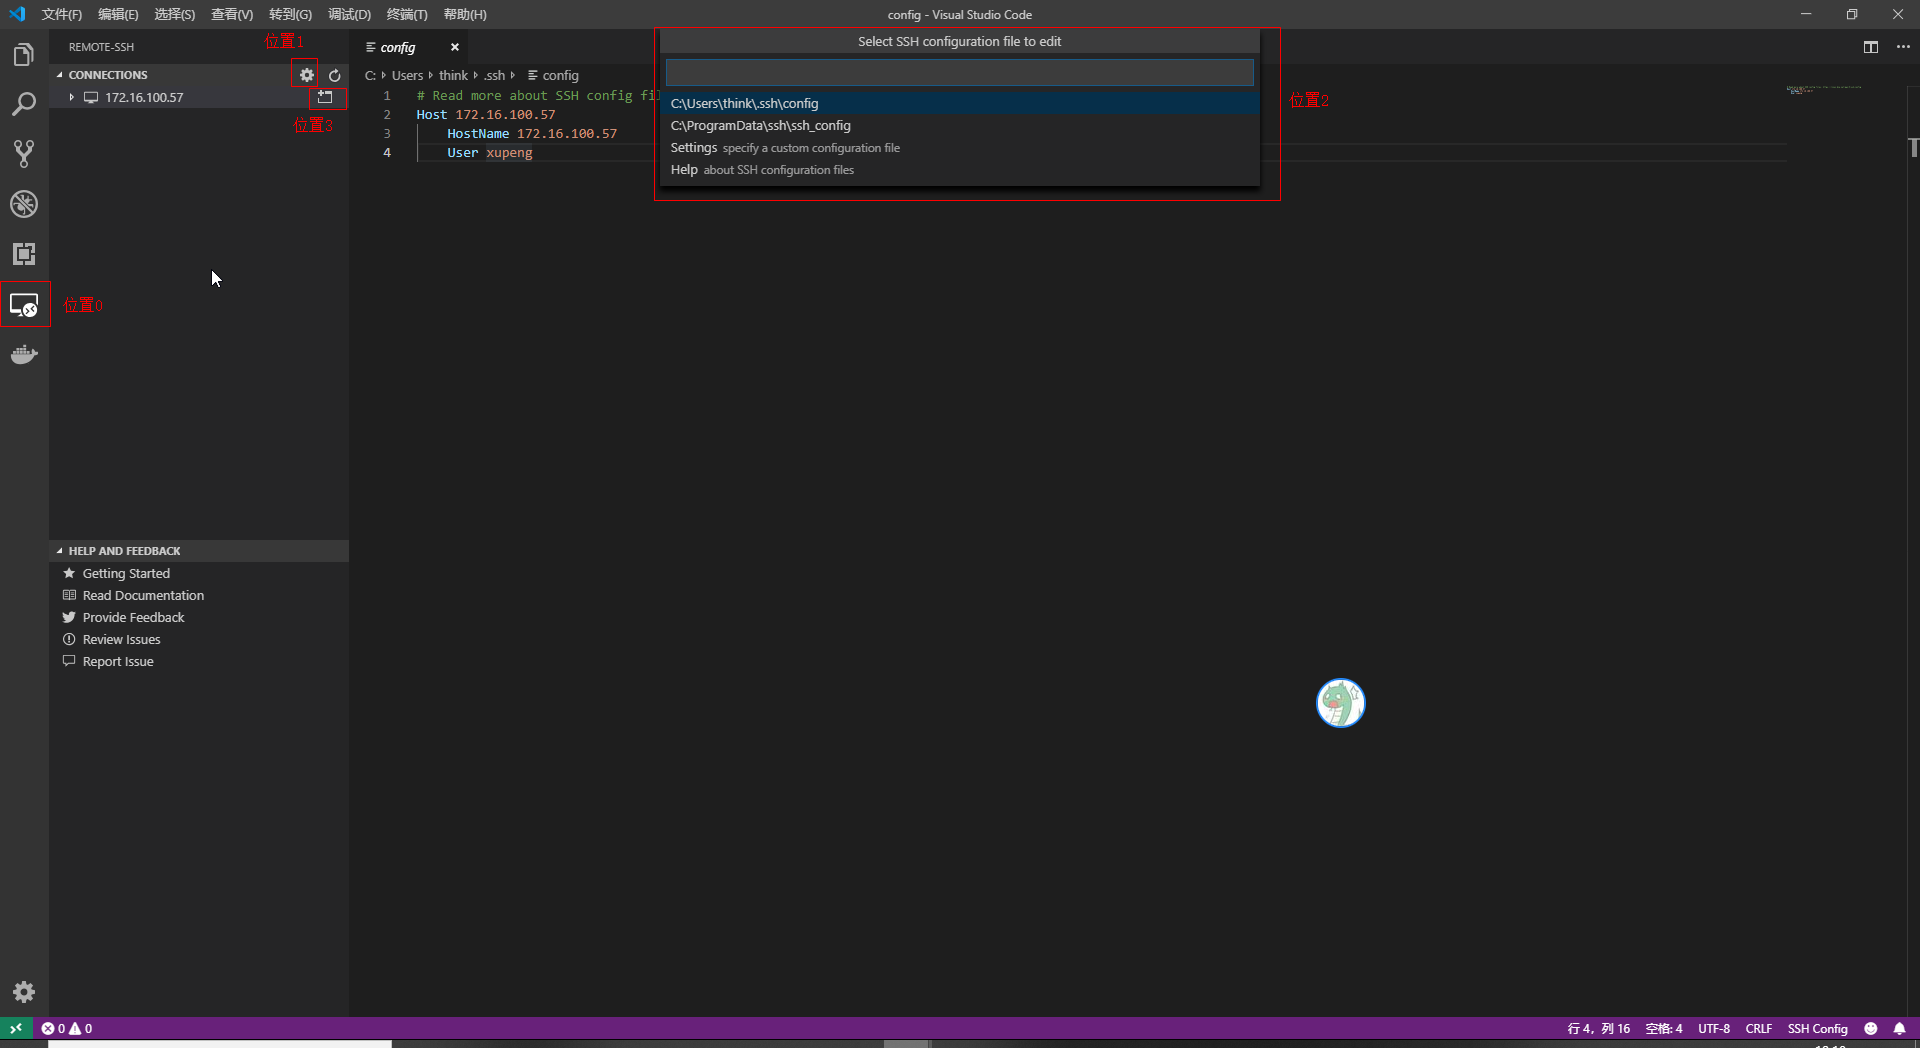 文件(F) 编辑(E) 选择(S) 查看(V) 转到(G) 调试(D) 终端(T) 帮助(H)
config - Visual Studio Code
REMOTE-SSH
位置1
config
Select SSH configuration file to edit
CONNECTIONS
C: Users think .ssh config
172.16.100.57
位置3
1 # Read more about SSH config fil
2 Host 172.16.100.57
3 HostName 172.16.100.57
4 User xupeng
C:\Users\think\.ssh\config
C:\ProgramData\ssh\ssh_config
Settings specify a custom configuration file
Help about SSH configuration files
位置2
位置0
HELP AND FEEDBACK
Getting Started
Read Documentation
Provide Feedback
Review Issues
Report Issue
0 0
行 4，列 16 空格: 4 UTF-8 CRLF SSH Config